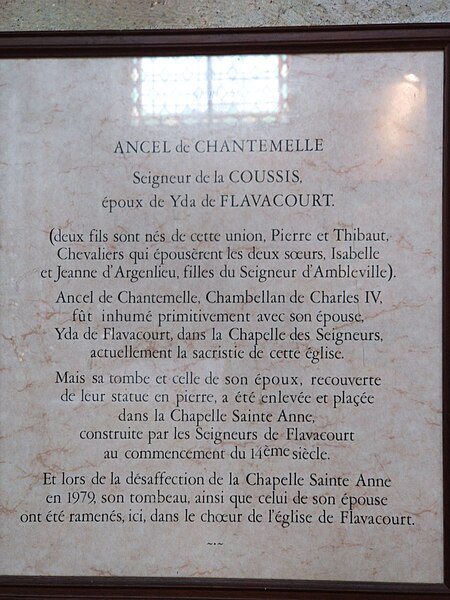 ANCEL de CHANTEMELLE
Seigneur de la COUSSIS,
époux de Yda de FLAVACOURT.
(deux fils sont nés de cette union, Pierre et Thibaut,
Chevaliers qui épousèrent les deux sœurs, Isabelle
et Jeanne d'Argenlieu, filles du Seigneur d'Ambleville).
Ancel de Chantemelle, Chambellan de Charles IV,
fût inhumé primitivement avec son épouse,
Yda de Flavacourt, dans la Chapelle des Seigneurs,
actuellement la sacristie de cette église.
Mais sa tombe et celle de son époux, recouverte
de leur statue en pierre, a été enlevée et plaçée
dans la Chapelle Sainte Anne,
construite par les Seigneurs de Flavacourt
au commencement du 14ème siècle.
Et lors de la désaffection de la Chapelle Sainte Anne
en 1979, son tombeau, ainsi que celui de son épouse
ont été ramenés, ici, dans le chœur de l'église de Flavacourt.
~·~